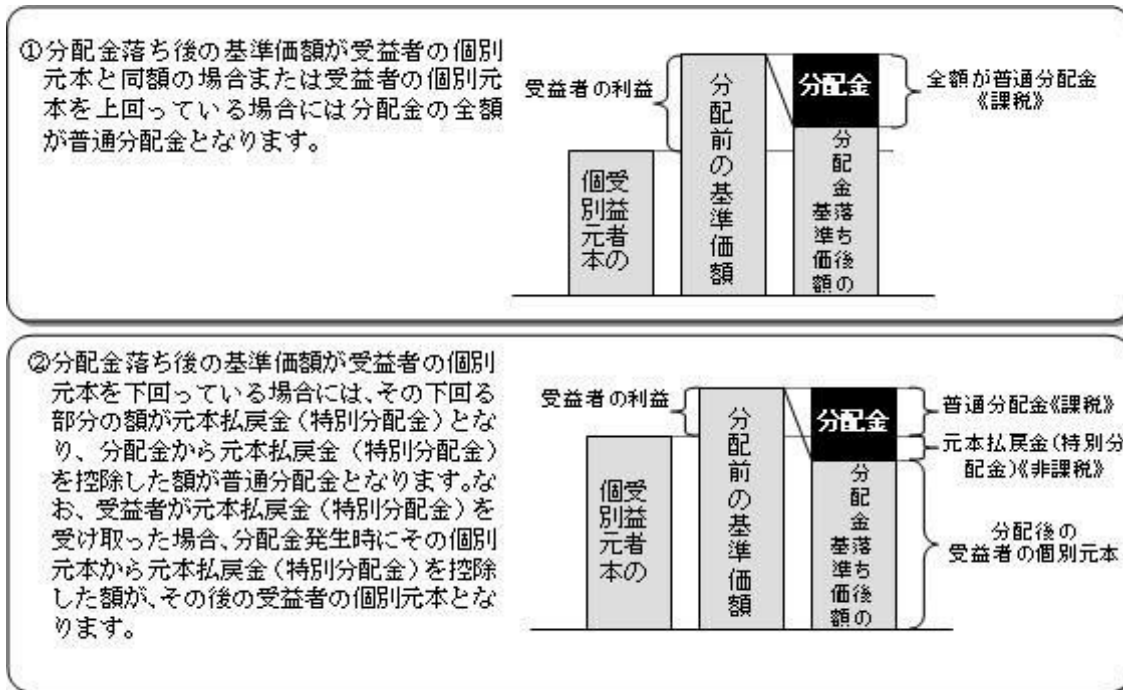 ①分配金落ち後の基準価額が受益者の個別
元本と同額の場合または受益者の個別元
本を上回っている場合には分配金の全額
が普通分配金となります。
受益者の利益
個別元本
受益者の
分配前の基準価額
分配金
基準価額
分配金落ち後の
全額が普通分配金
《課税》
②分配金落ち後の基準価額が受益者の個別
元本を下回っている場合には、その下回る
部分の額が元本払戻金（特別分配金）とな
り、分配金から元本払戻金（特別分配金）
を控除した額が普通分配金となります。な
お、受益者が元本払戻金（特別分配金）を
受け取った場合、分配金発生時にその個別
元本から元本払戻金（特別分配金）を控除
した額が、その後の受益者の個別元本とな
ります。
受益者の利益
受益者の
個別元本
分配前の基準価額
分配金
分配金落ち後の
基準価額
普通分配金《課税》
元本払戻金(特別分
配金)《非課税》
分配後の
受益者の個別元本